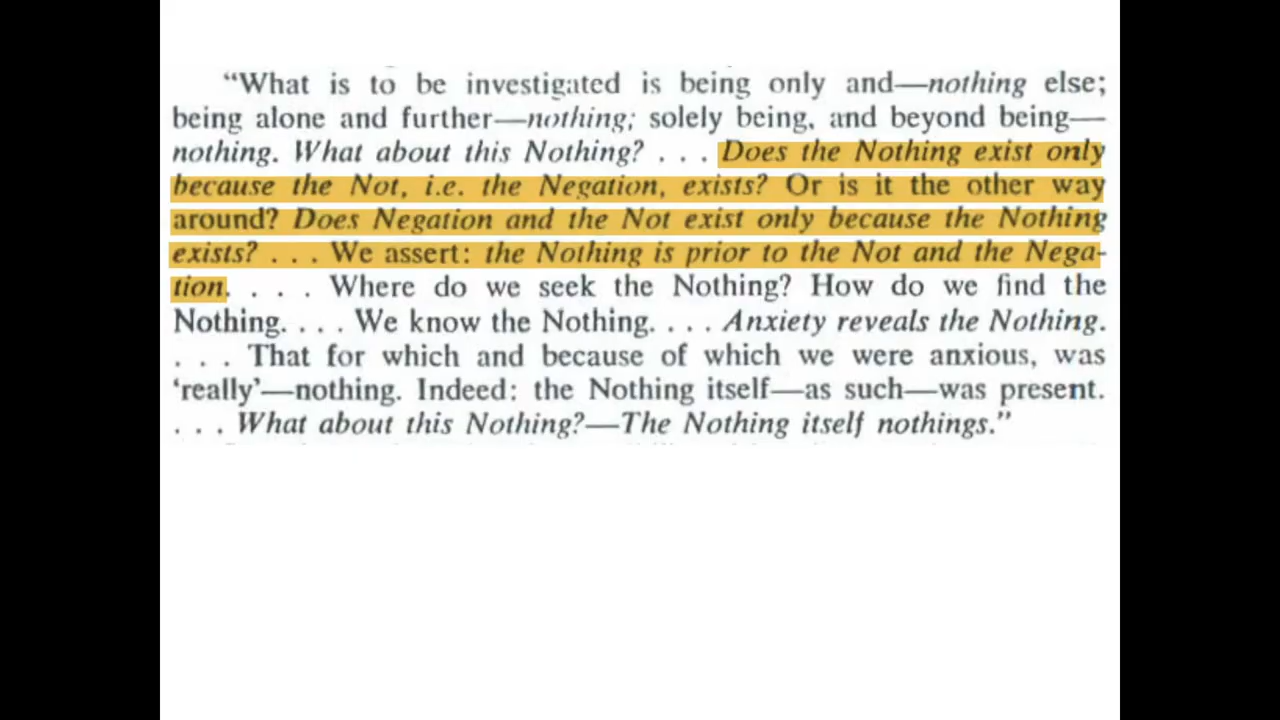 “What is to be investigated is being only and—nothing else;
being alone and further—nothing; solely being, and beyond being—
nothing. What about this Nothing? . . . Does the Nothing exist only
because the Not, i.e. the Negation, exists? Or is it the other way
around? Does Negation and the Not exist only because the Nothing
exists? . . . We assert: the Nothing is prior to the Not and the Nega-
tion. . . . Where do we seek the Nothing? How do we find the
Nothing. . . . We know the Nothing. . . . Anxiety reveals the Nothing.
. . . That for which and because of which we were anxious, was
‘really’—nothing. Indeed: the Nothing itself—as such—was present.
. . . What about this Nothing?—The Nothing itself nothings.”